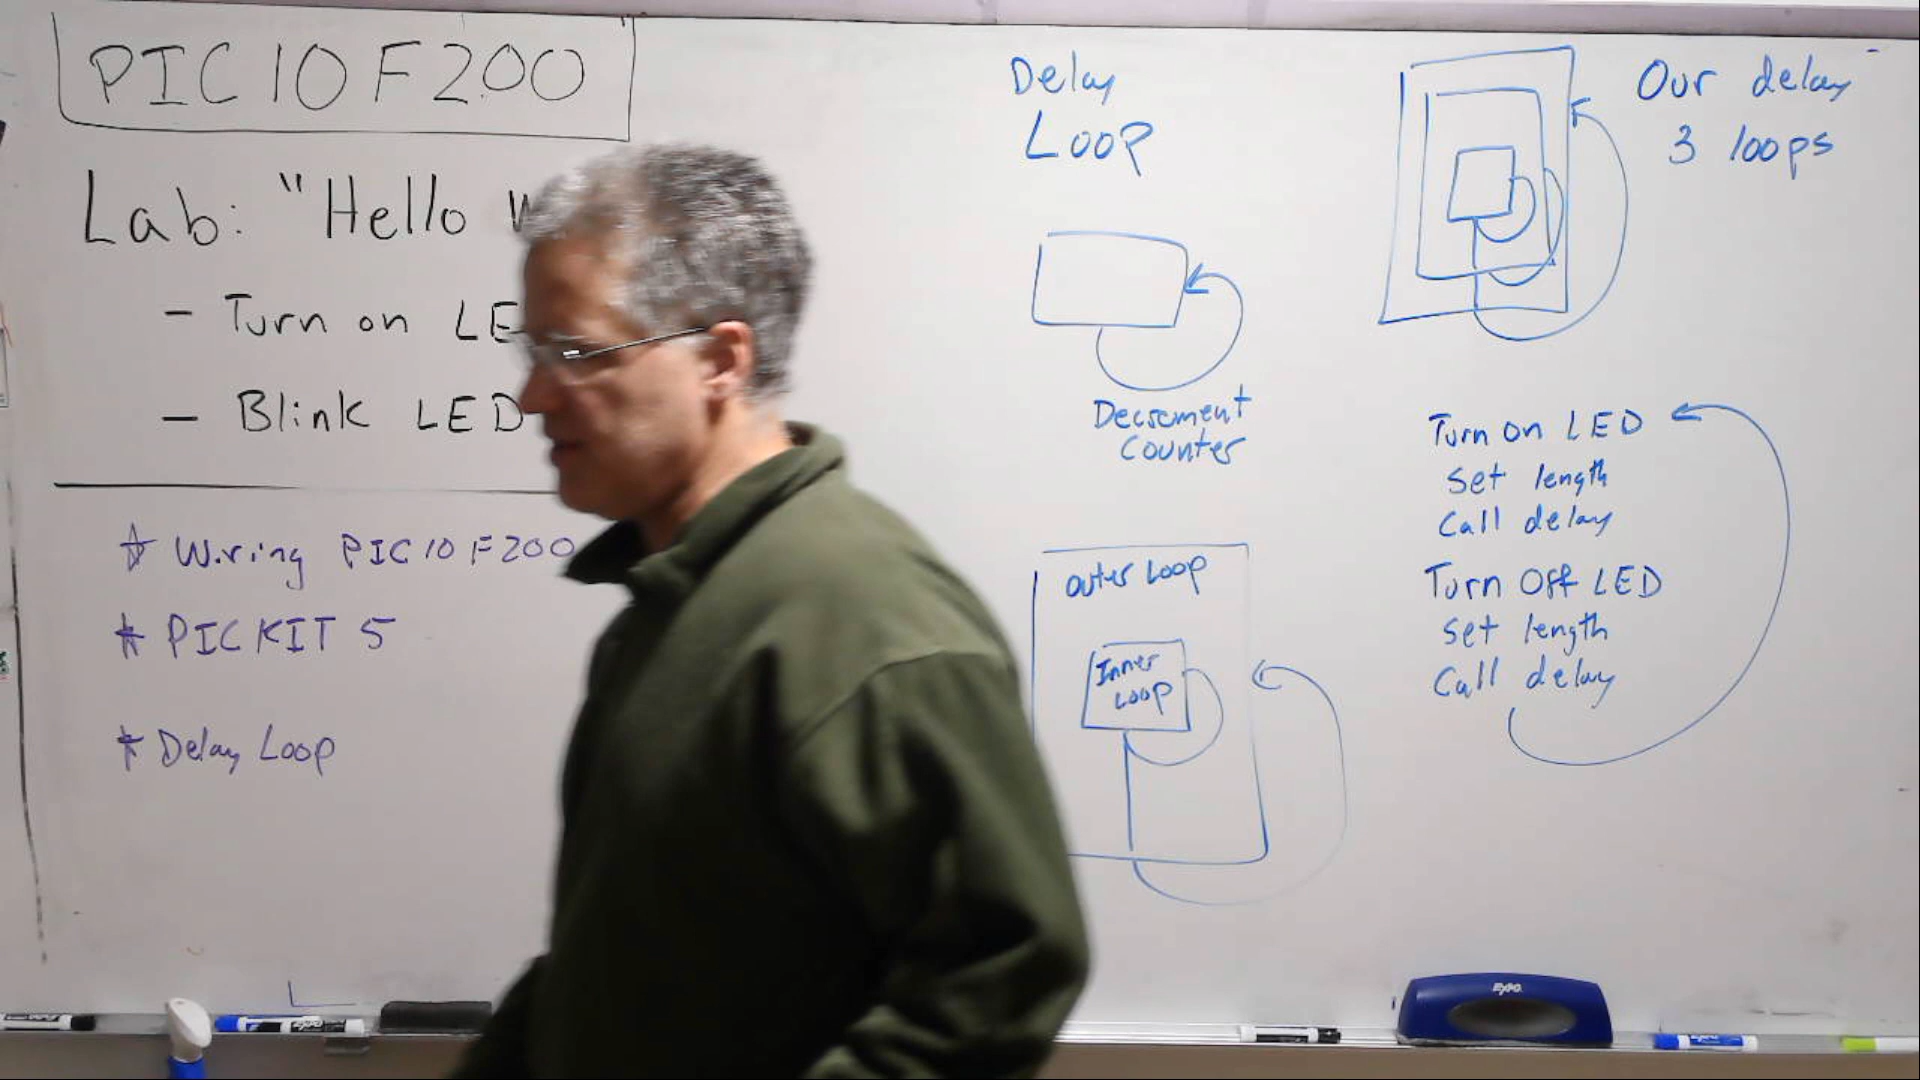 PIC10F200
Lab: "Hello
- Turn on LE
- Blink LED
* Wiring PIC10F200
* PICKIT 5
* Delay Loop
Delay
Loop
Decrement
Counter
outer Loop
Inner
Loop
Our delay
3 loops
Turn on LED
set length
Call delay
Turn Off LED
set length
Call delay
EXPO